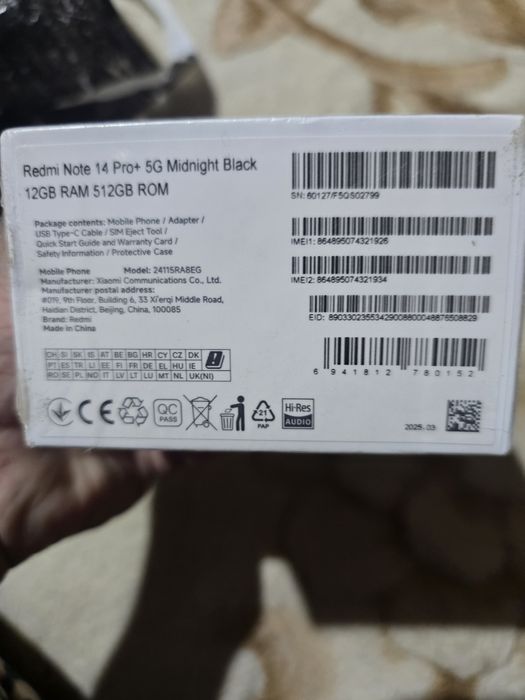 Redmi Note 14 Pro+ 5G Midnight Black
12GB RAM 512GB ROM
Package contents: Mobile Phone / Adapter /
USB Type-C Cable / SIM Eject Tool /
Quick Start Guide and Warranty Card /
Safety Information / Protective Case
Mobile Phone Model: 24115RA8EG
Manufacturer: Xiaomi Communications Co., Ltd.
Manufacturer postal address:
#019, 9th Floor, Building 6, 33 Xi'erqi Middle Road,
Haidian District, Beijing, China, 100085
Brand: Redmi
Made in China
CH SI SK IS AT BE BG HR CY CZ DK
PT ES TR LI EE FI FR DE EL HU IE
RO SE PL NO IT LV LT LU MT NL UK(NI)
CE
QC
PASS
21
PAP
Hi-Res
AUDIO
SN: 60127/F5QS02799
IMEI1: 864895074321926
IMEI2: 864895074321934
EID: 89033023553429008800048876508829
6 941812 780152
2025.03